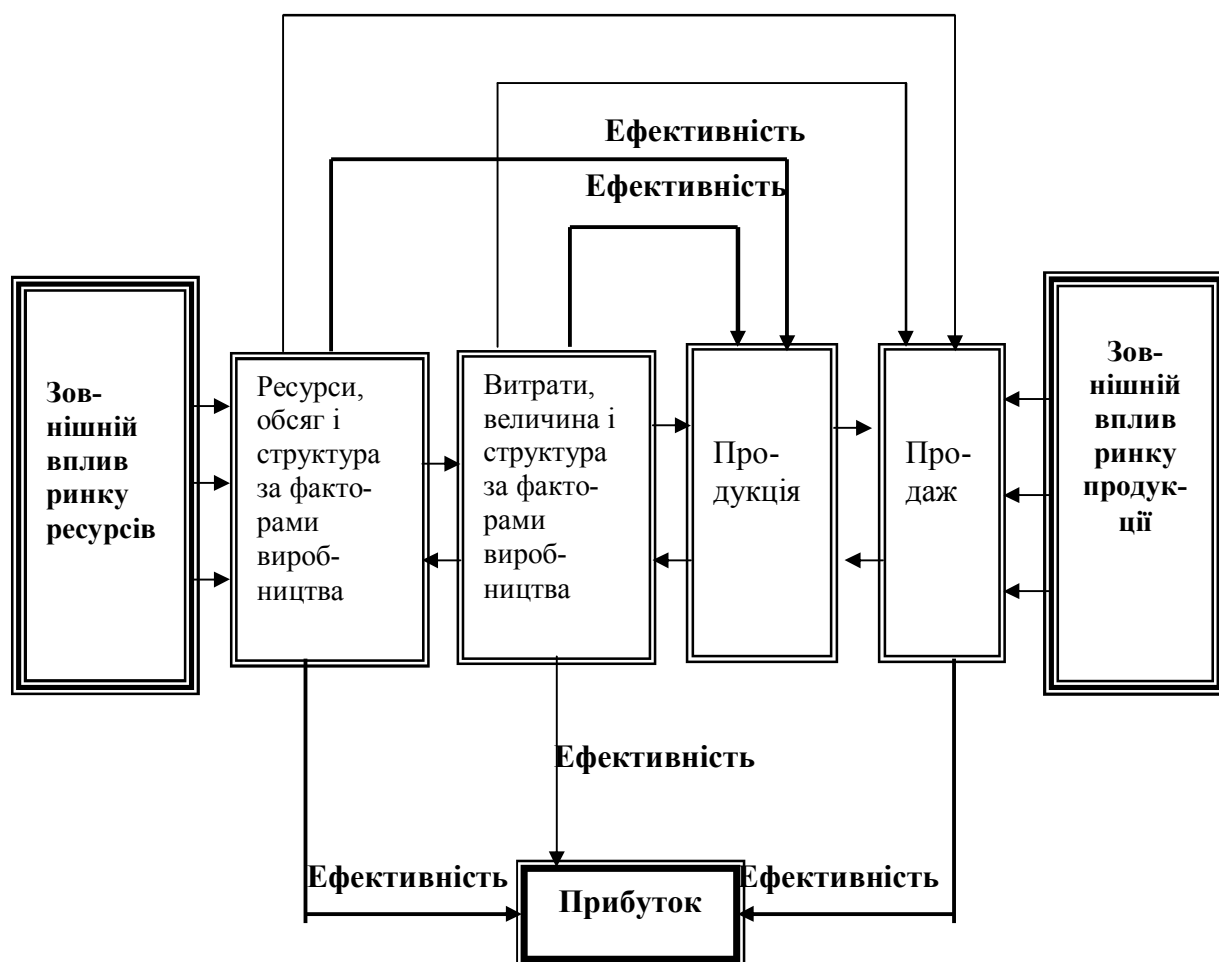 Ефективність
Ефективність
Зов-
нішній
вплив
ринку
ресурсів
Ресурси,
обсяг і
структура
за факто-
рами
вироб-
ництва
Витрати,
величина і
структура
за факто-
рами
вироб-
ництва
Про-
дукція
Про-
даж
Зов-
нішній
вплив
ринку
продук-
ції
Ефективність
Ефективність
Прибуток
Ефективність